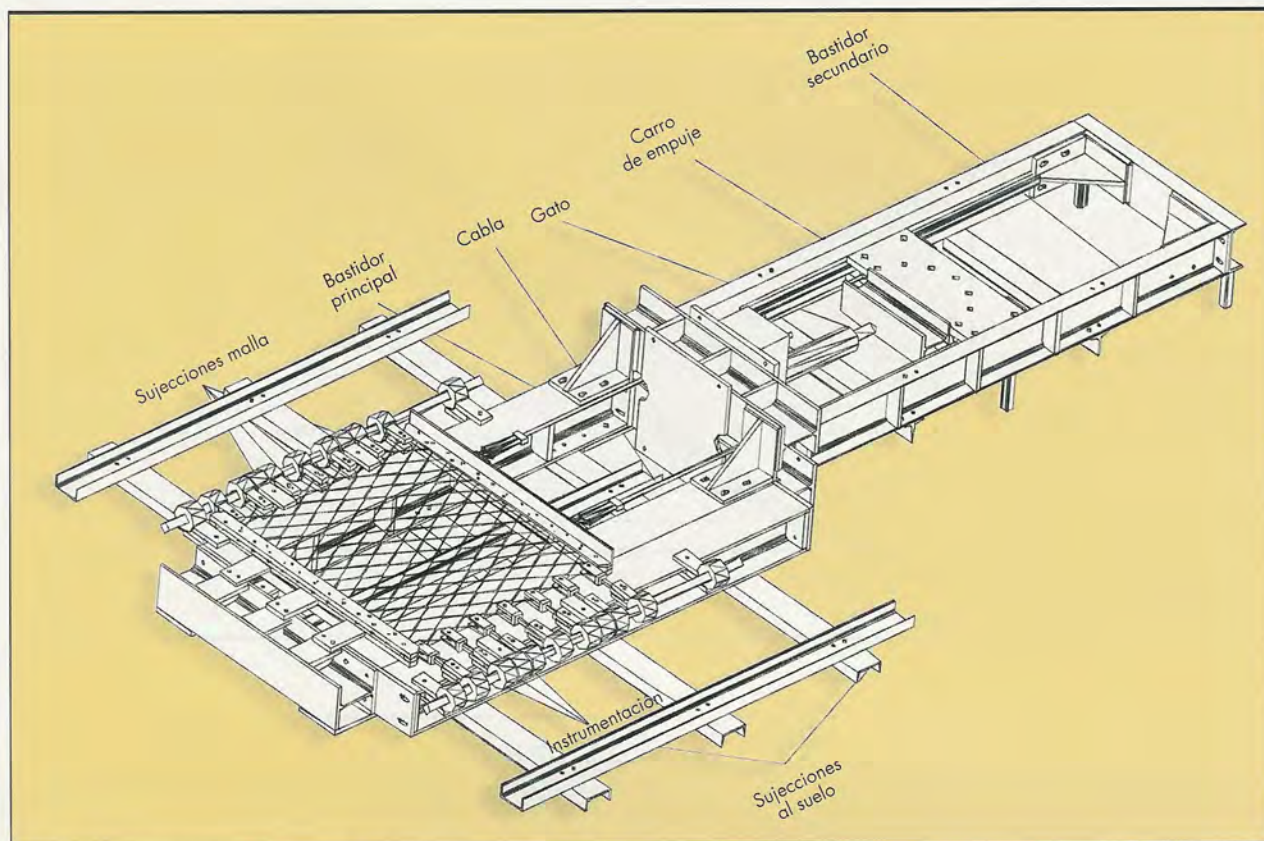 Bastidor
secundario
Carro
de empuje
Gato
Cabla
Bastidor
principal
Sujecciones malla
Instrumentación
Sujecciones
al suelo